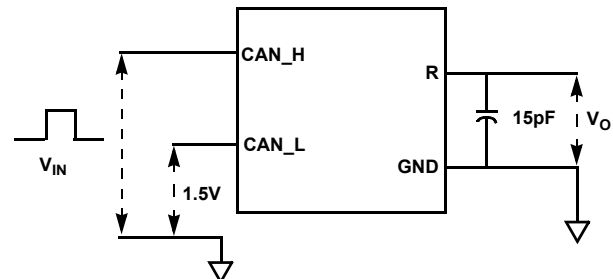 CAN_H
R
15pF
V_O
CAN_L
V_IN
GND
1.5V